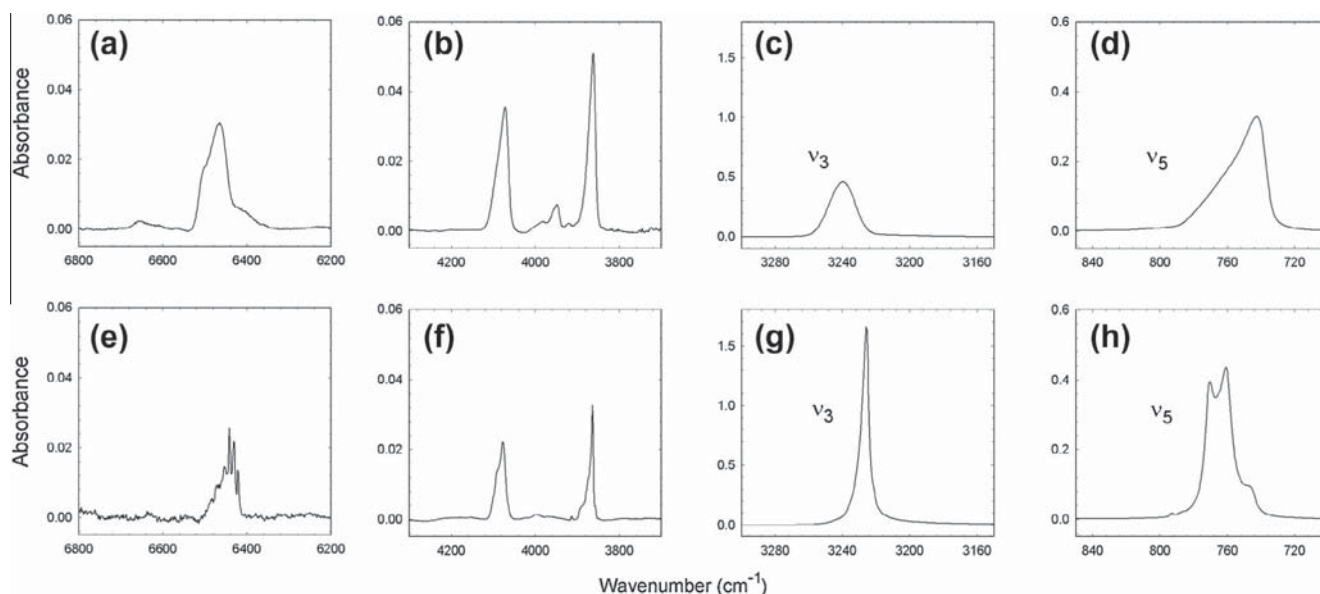 (a)
(b)
(c)
(d)
Absorbance
0.06
0.04
0.02
0.00
6800 6600 6400 6200
0.06
0.04
0.02
0.00
4200 4000 3800
1.5
1.0
0.5
0.0
3280 3240 3200 3160
ν3
0.6
0.4
0.2
0.0
840 800 760 720
ν5
(e)
(f)
(g)
(h)
Absorbance
0.06
0.04
0.02
0.00
6800 6600 6400 6200
0.06
0.04
0.02
0.00
4200 4000 3800
1.5
1.0
0.5
0.0
3280 3240 3200 3160
ν3
0.6
0.4
0.2
0.0
840 800 760 720
ν5
Wavenumber (cm⁻¹)